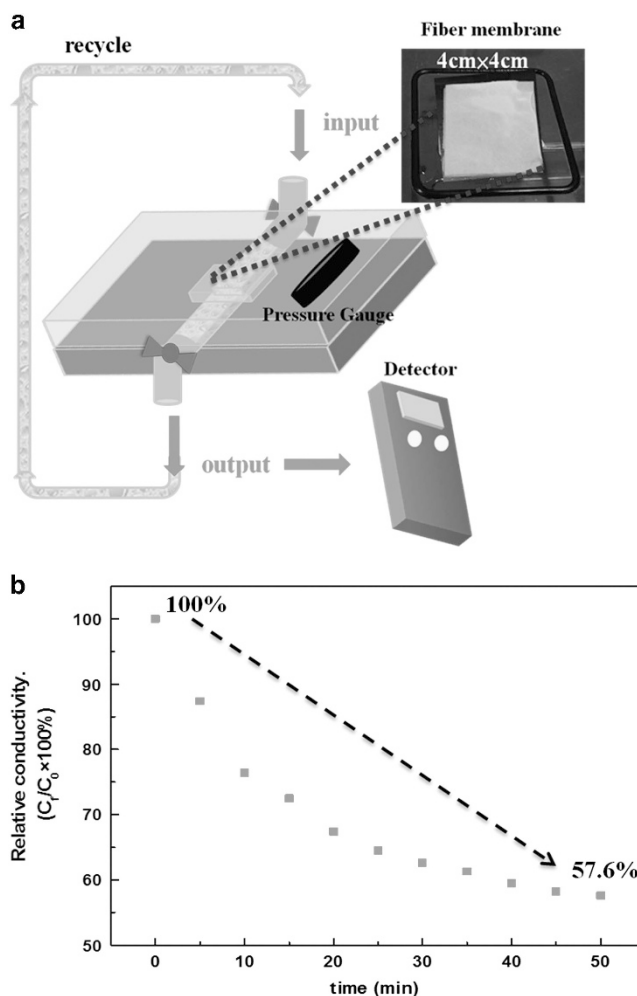 a
recycle
Fiber membrane
4cm×4cm
input
Pressure Gauge
Detector
output
b
100%
57.6%
Relative conductivity.
(Cf/C0×100%)
100
90
80
70
60
50
0 10 20 30 40 50
time (min)